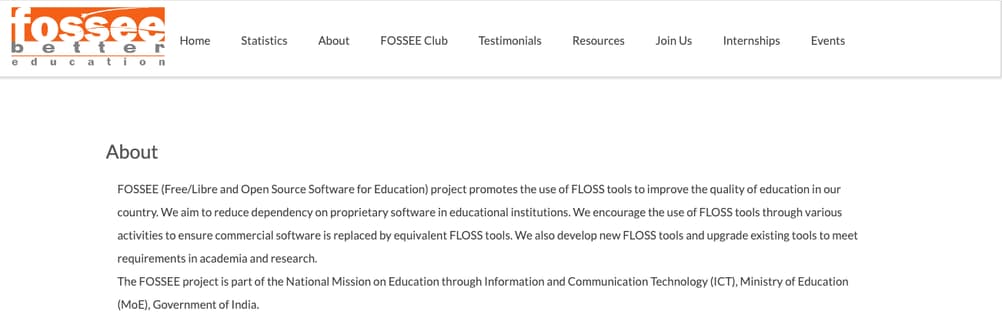 fossee
better
education
Home Statistics About FOSSEE Club Testimonials Resources Join Us Internships Events
About
FOSSEE (Free/Libre and Open Source Software for Education) project promotes the use of FLOSS tools to improve the quality of education in our
country. We aim to reduce dependency on proprietary software in educational institutions. We encourage the use of FLOSS tools through various
activities to ensure commercial software is replaced by equivalent FLOSS tools. We also develop new FLOSS tools and upgrade existing tools to meet
requirements in academia and research.
The FOSSEE project is part of the National Mission on Education through Information and Communication Technology (ICT), Ministry of Education
(MoE), Government of India.